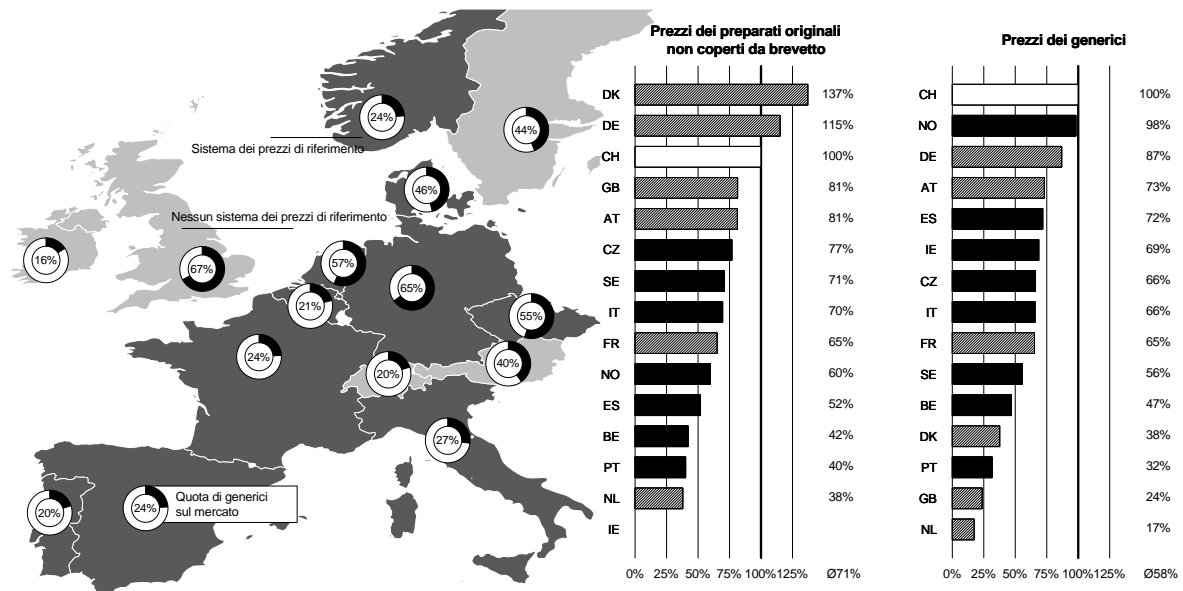 Prezzi dei preparati originali
non coperti da brevetto
Prezzi dei generici
24%
44%
Sistema dei prezzi di riferimento
46%
Nessun sistema dei prezzi di riferimento
16%
67%
57%
65%
21%
55%
24%
20%
40%
27%
20%
24%
Quota di generici
sul mercato
DK 137%
DE 115%
CH 100%
GB 81%
AT 81%
CZ 77%
SE 71%
IT 70%
FR 65%
NO 60%
ES 52%
BE 42%
PT 40%
NL 38%
IE
0% 25% 50% 75% 100% 125% Ø71%
CH 100%
NO 98%
DE 87%
AT 73%
ES 72%
IE 69%
CZ 66%
IT 66%
FR 65%
SE 56%
BE 47%
DK 38%
PT 32%
GB 24%
NL 17%
0% 25% 50% 75% 100% 125% Ø58%